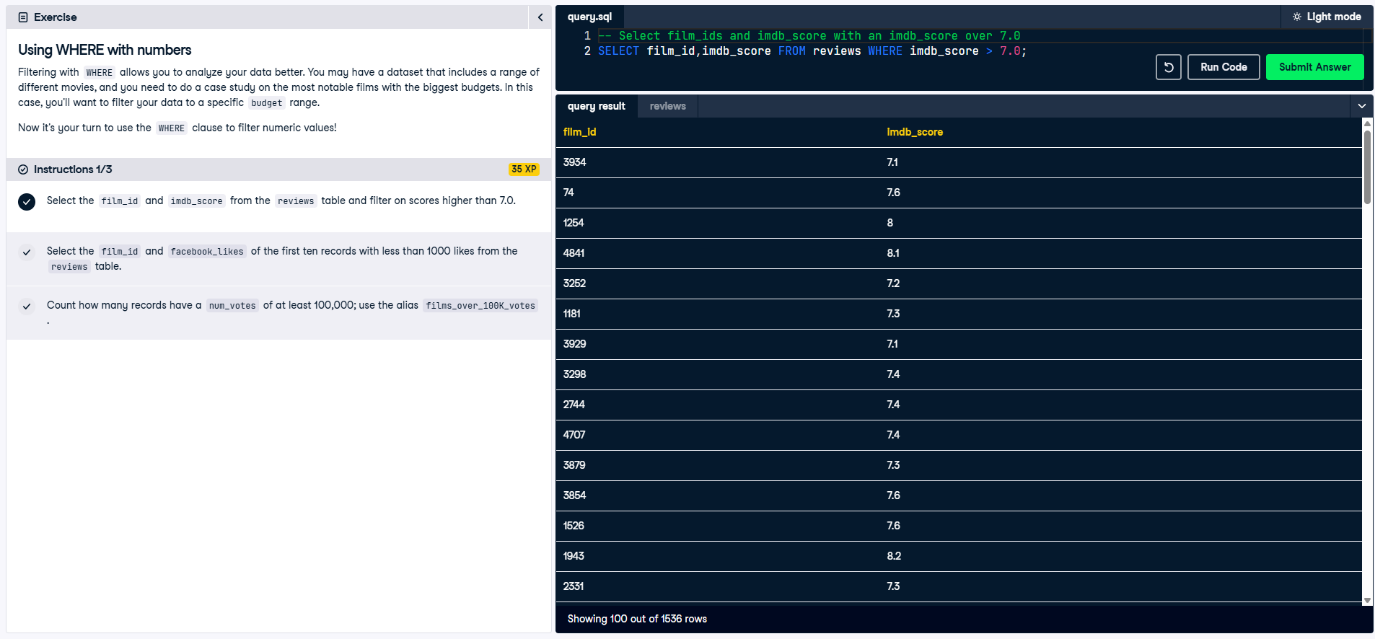 Exercise
Using WHERE with numbers
Filtering with WHERE allows you to analyze your data better. You may have a dataset that includes a range of
different movies, and you need to do a case study on the most notable films with the biggest budgets. In this
case, you'll want to filter your data to a specific budget range.
Now it's your turn to use the WHERE clause to filter numeric values!
Instructions 1/3
35 XP
Select the film_id and imdb_score from the reviews table and filter on scores higher than 7.0.
Select the film_id and facebook_likes of the first ten records with less than 1000 likes from the
reviews table.
Count how many records have a num_votes of at least 100,000; use the alias films_over_100K_votes
.
query.sql
Light mode
1 -- Select film_ids and imdb_score with an imdb_score over 7.0
2 SELECT film_id,imdb_score FROM reviews WHERE imdb_score > 7.0;
Run Code
Submit Answer
query result
reviews
film_id imdb_score
3934 7.1
74 7.6
1254 8
4841 8.1
3252 7.2
1181 7.3
3929 7.1
3298 7.4
2744 7.4
4707 7.4
3879 7.3
3854 7.6
1526 7.6
1943 8.2
2331 7.3
Showing 100 out of 1536 rows